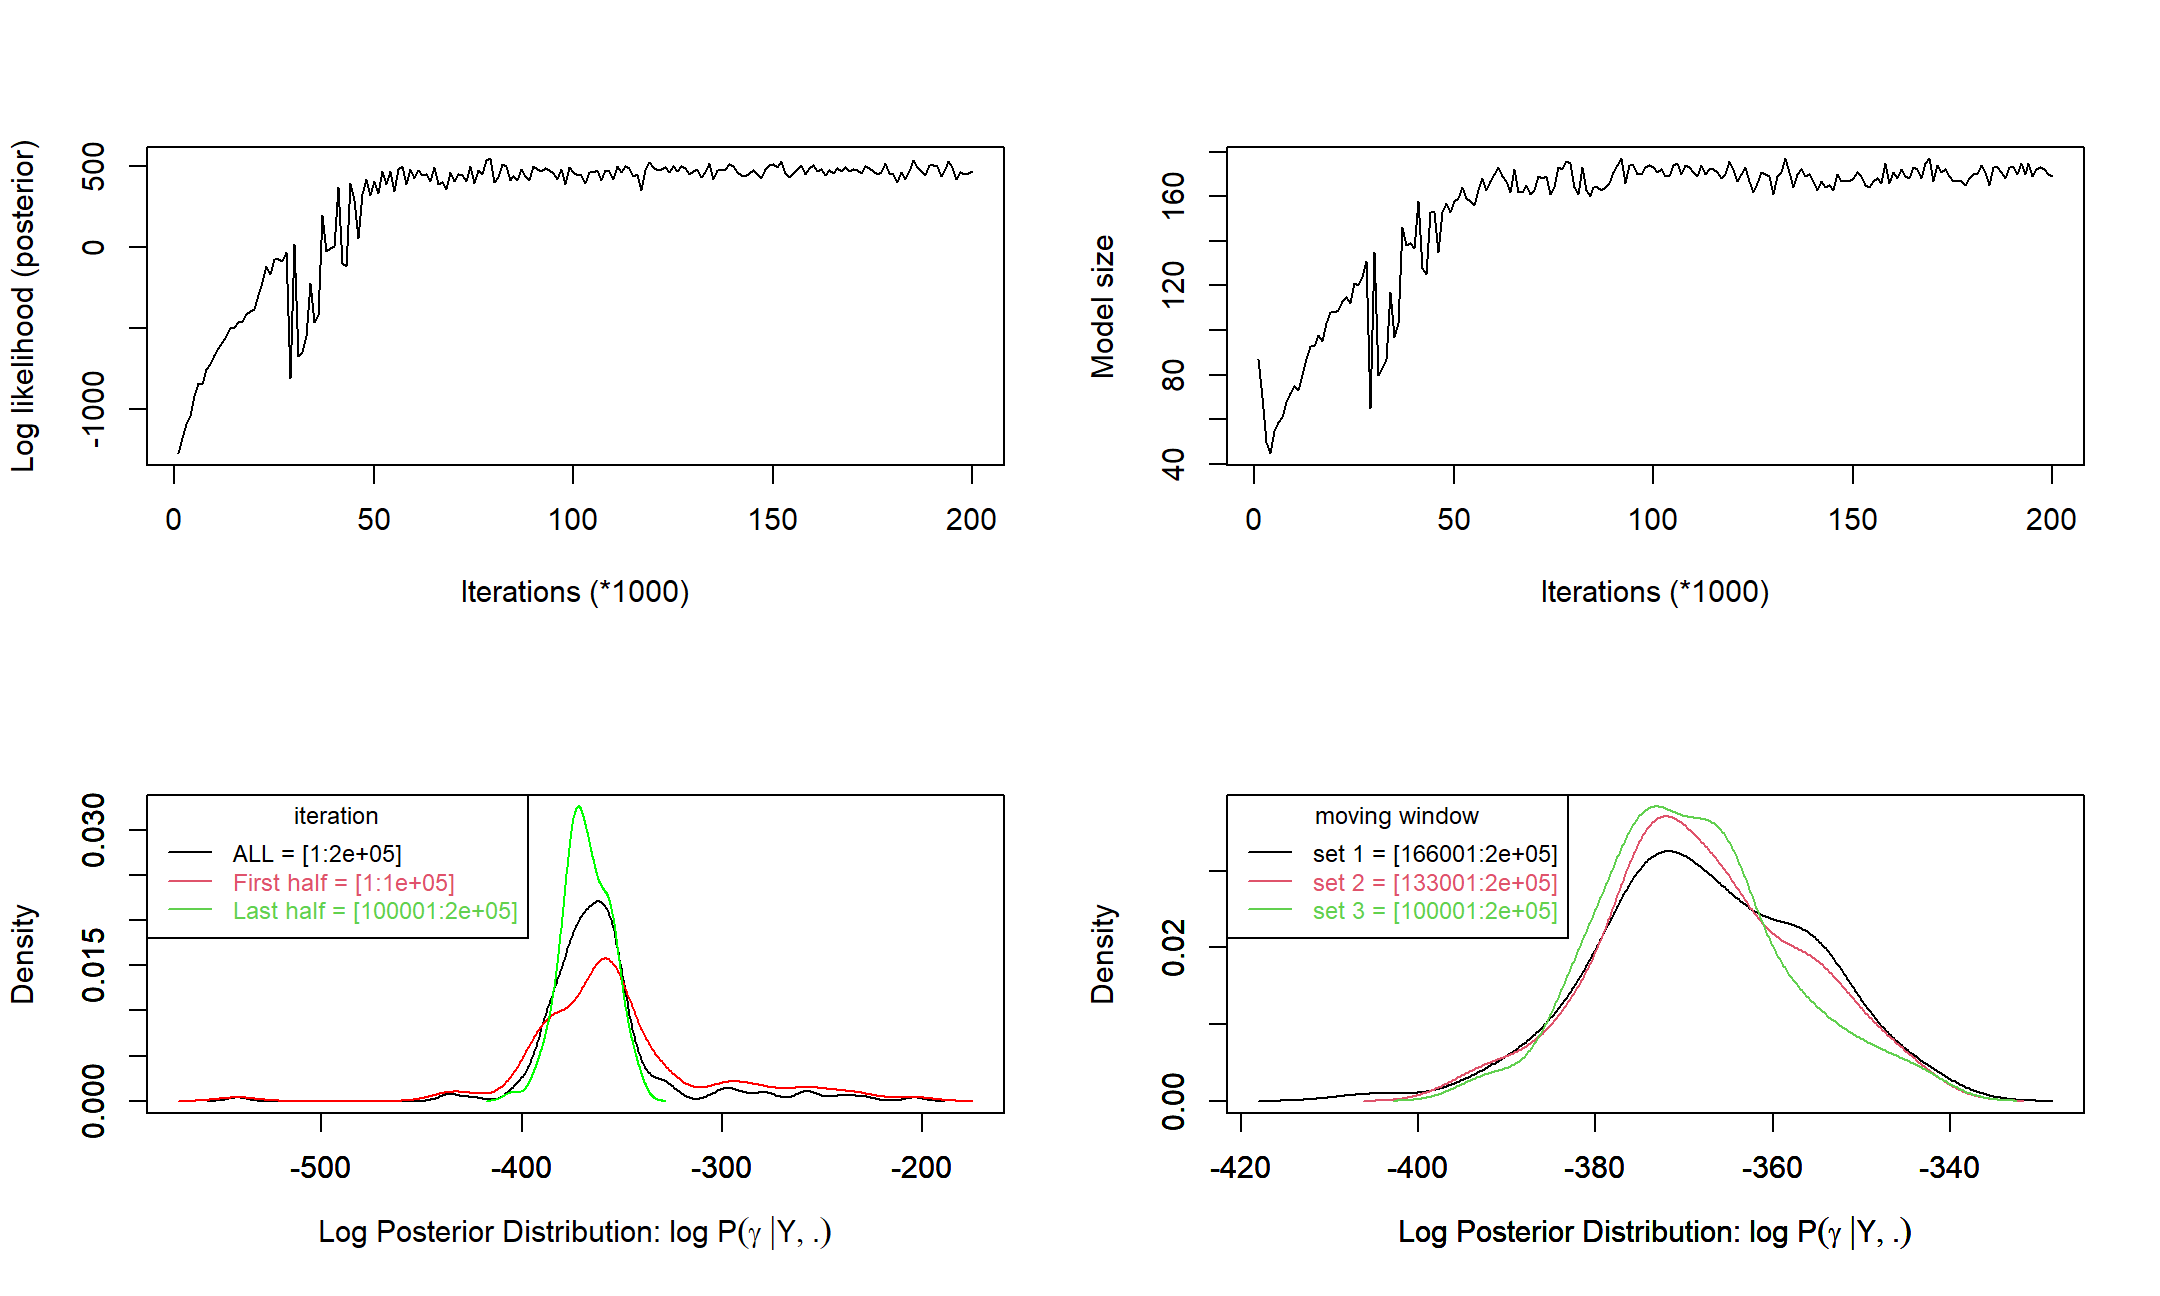 Log likelihood (posterior)
500
0
-1000
0 50 100 150 200
Iterations (*1000)
Model size
160
120
80
40
0 50 100 150 200
Iterations (*1000)
Density
0.030
0.015
0.000
iteration
ALL = [1:2e+05]
First half = [1:1e+05]
Last half = [100001:2e+05]
-500 -400 -300 -200
Log Posterior Distribution: log P(γ |Y, .)
Density
0.02
0.00
moving window
set 1 = [166001:2e+05]
set 2 = [133001:2e+05]
set 3 = [100001:2e+05]
-420 -400 -380 -360 -340
Log Posterior Distribution: log P(γ |Y, .)